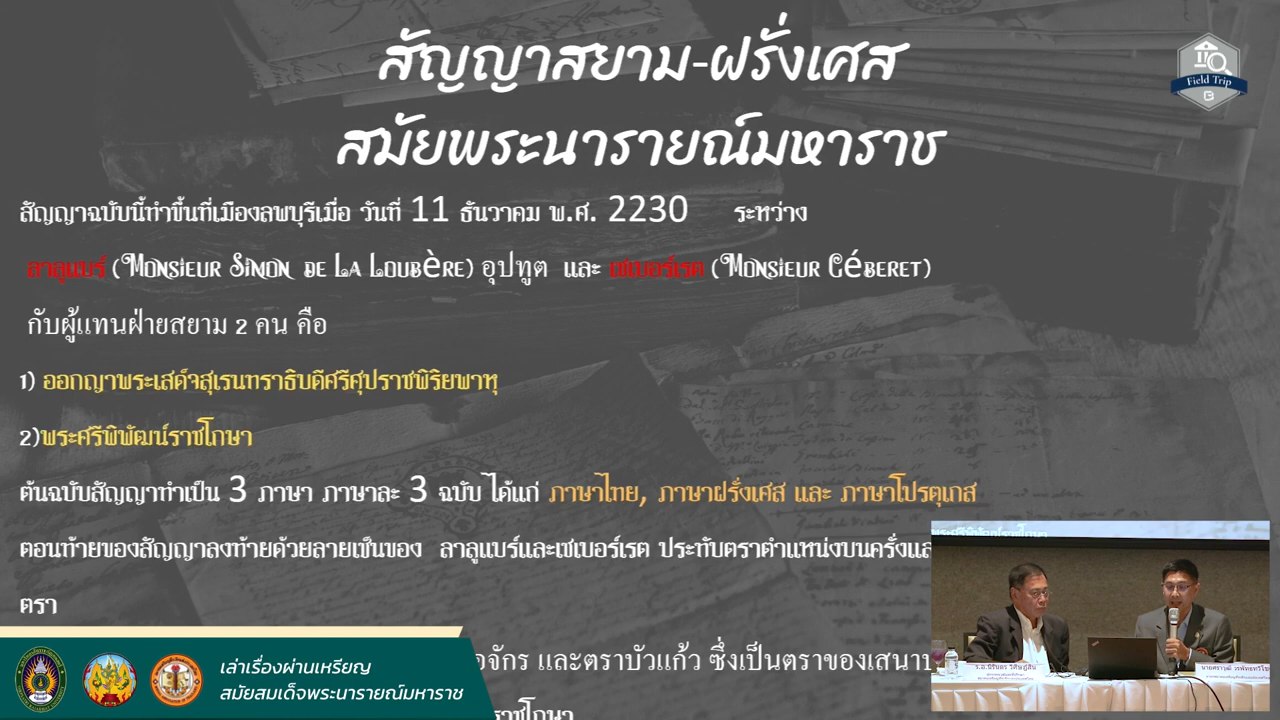 สัญญาสยาม-ฝรั่งเศส
สมัยพระนารายณ์มหาราช
Field Trip
สัญญาฉบับนี้ทำขึ้นที่เมืองลพบุรีเมื่อ วันที่ 11 ธันวาคม พ.ศ. 2230 ระหว่าง
ลาลูแบร์ (Monsieur Simon de La Loubère) อุปทูต และ เซเบอร์เรต (Monsieur Céberet)
กับผู้แทนฝ่ายสยาม 2 คน คือ
1) ออกญาพระเสด็จสุเรนทราธิบดีศรีศุปราชพิริยพาหุ
2)พระศรีพิพัฒน์ราชโกษา
ต้นฉบับสัญญาทำเป็น 3 ภาษา ภาษาละ 3 ฉบับ ได้แก่ ภาษาไทย, ภาษาฝรั่งเศส และ ภาษาโปรตุเกส
ตอนท้ายของสัญญาลงท้ายด้วยลายเซ็นของ ลาลูแบร์และเซเบอร์เรต ประทับตราตำแหน่งบนครั่งและ
ตรา
จักร และตราบัวแก้ว ซึ่งเป็นตราของเสนาบ
ราชโกษา
เล่าเรื่องผ่านเหรียญ
สมัยสมเด็จพระนารายณ์มหาราช